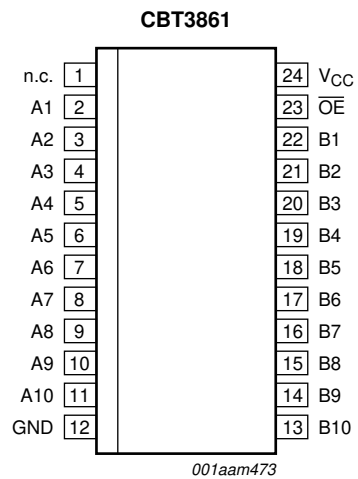 CBT3861
n.c. 1 24 VCC
A1 2 23 OE
A2 3 22 B1
A3 4 21 B2
A4 5 20 B3
A5 6 19 B4
A6 7 18 B5
A7 8 17 B6
A8 9 16 B7
A9 10 15 B8
A10 11 14 B9
GND 12 13 B10
001aam473